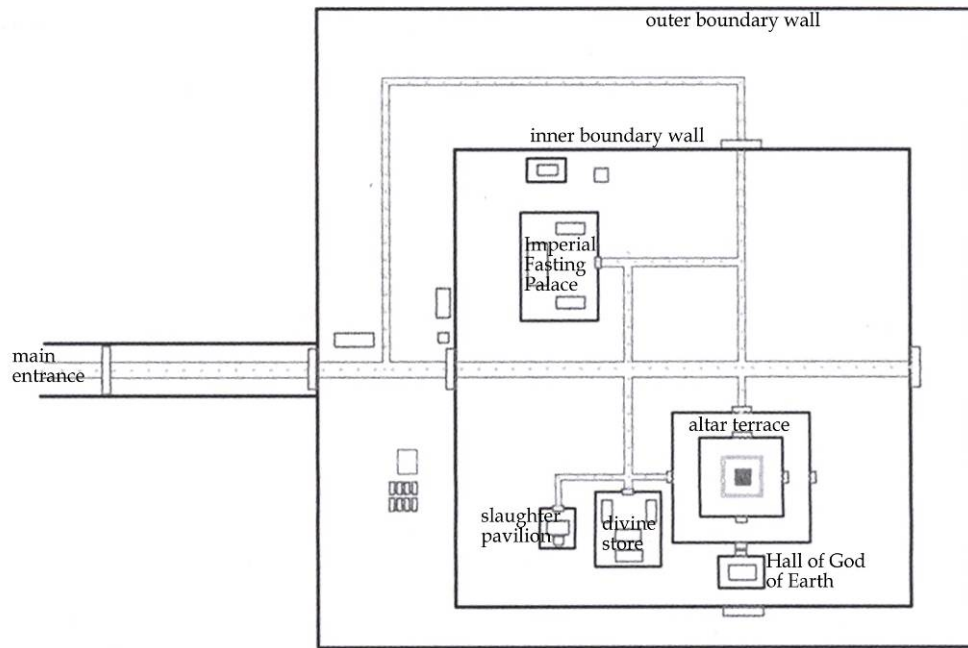 outer boundary wall
inner boundary wall
Imperial
Fasting
Palace
main
entrance
altar terrace
slaughter
pavilion
divine
store
Hall of God
of Earth